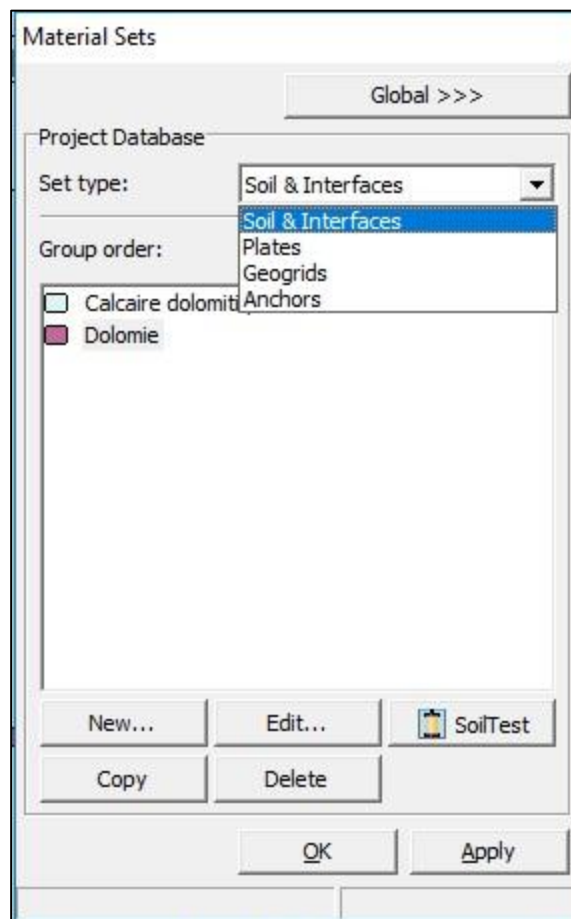 Material Sets
Global >>>
Project Database
Set type: Soil & Interfaces
Soil & Interfaces
Plates
Group order:
Geogrids
Anchors
Calcaire
Dolomie
New... Edit... SoilTest
Copy Delete
OK Apply